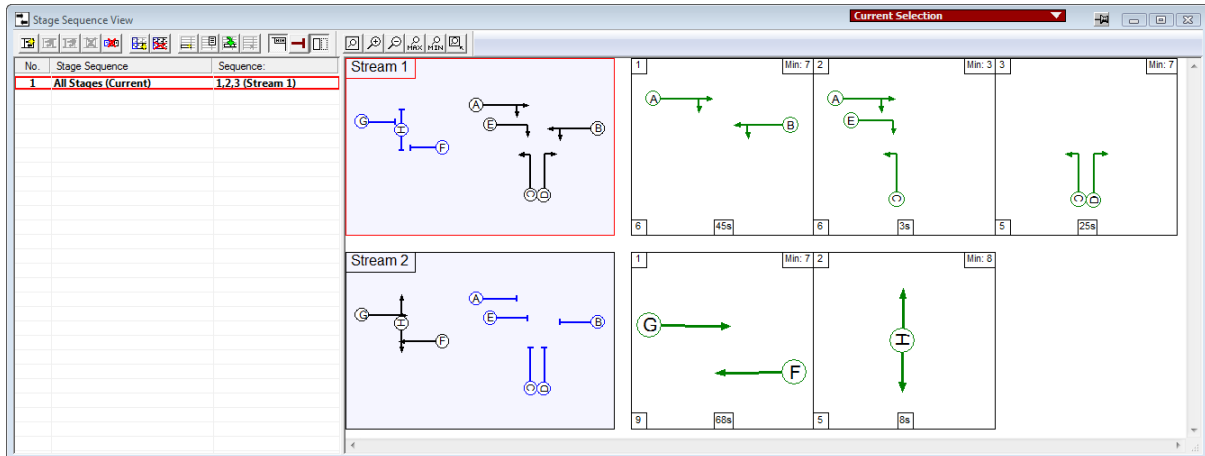 Stage Sequence View
Current Selection
MAX MIN
No. Stage Sequence Sequence:
1 All Stages (Current) 1,2,3 (Stream 1)
Stream 1
G H F A E B C D
1 Min: 7 2 Min: 3 3 Min: 7
A B A E C C D
6 45s 6 3s 5 25s
Stream 2
G H F A E B C D
1 Min: 7 2 Min: 8
G F H
9 68s 5 8s